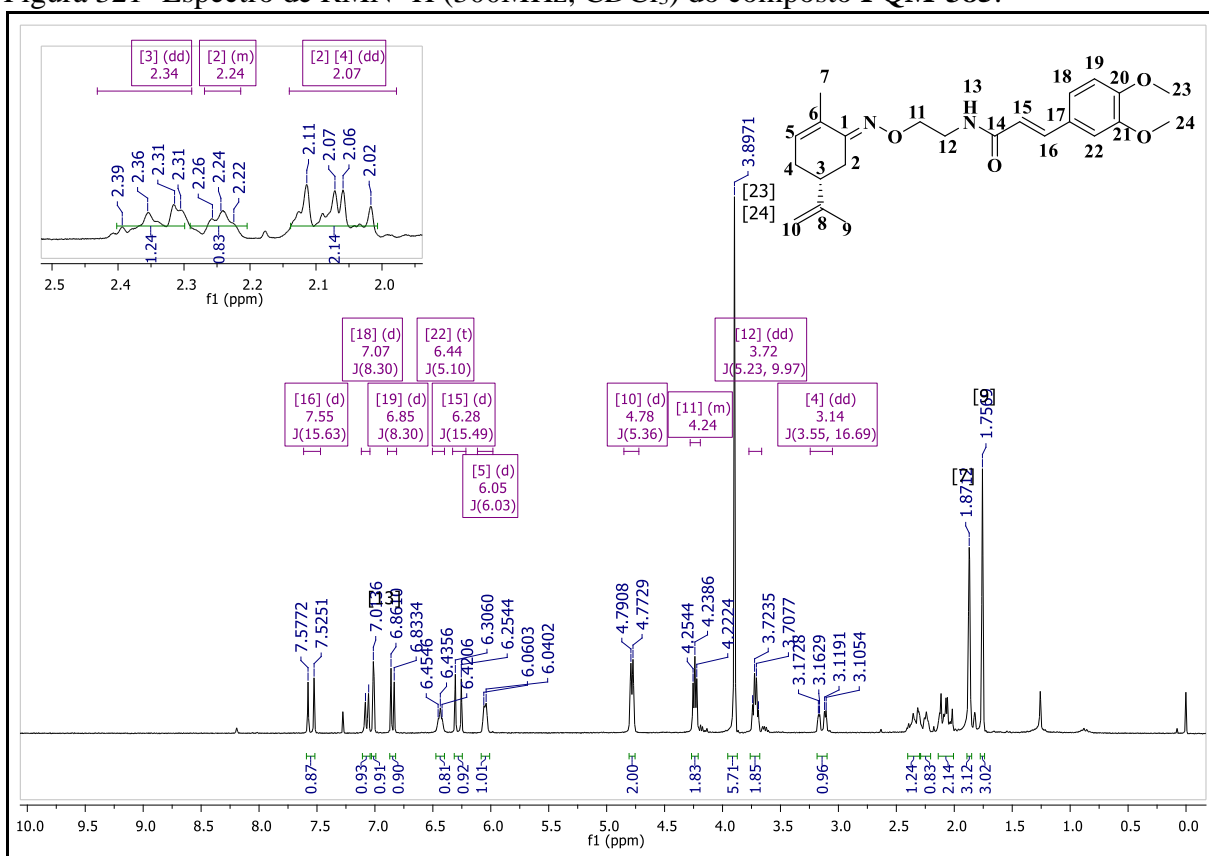 Figura 321- Espectro de RMN ¹H (300MHz, CDCl₃) do composto PQM-385.
[3] (dd)
2.34
[2] (m)
2.24
[2] [4] (dd)
2.07
2.39
2.36
2.31
2.31
2.26
2.24
2.22
2.11
2.07
2.06
2.02
1.24
0.83
2.14
2.5 2.4 2.3 2.2 2.1 2.0
f1 (ppm)
3.8971
[23]
[24]
7
6
5
4
3
2
1
N
O
11
12
H
N
13
14
O
15
16
17
18
19
20
21
22
O
23
O
24
8
9
10
[18] (d)
7.07
J(8.30)
[22] (t)
6.44
J(5.10)
[12] (dd)
3.72
J(5.23, 9.97)
[16] (d)
7.55
J(15.63)
[19] (d)
6.85
J(8.30)
[15] (d)
6.28
J(15.49)
[10] (d)
4.78
J(5.36)
[11] (m)
4.24
[4] (dd)
3.14
J(3.55, 16.69)
[5] (d)
6.05
J(6.03)
[9]
[7]
[13]
7.5772
7.5251
7.0136
6.8334
6.4546
6.4356
6.4206
6.3060
6.2544
6.0603
6.0402
4.7908
4.7729
4.2544
4.2386
4.2224
3.7235
3.7077
3.1728
3.1629
3.1191
3.1054
0.87
0.93
0.91
0.90
0.81
0.92
1.01
2.00
1.83
5.71
1.85
0.96
1.24
0.83
2.14
3.12
3.02
10.0 9.5 9.0 8.5 8.0 7.5 7.0 6.5 6.0 5.5 5.0 4.5 4.0 3.5 3.0 2.5 2.0 1.5 1.0 0.5 0.0
f1 (ppm)